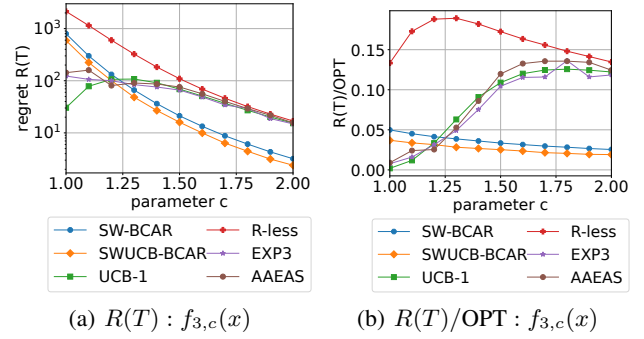 regret R(T)
10³
10²
10¹
1.00 1.25 1.50 1.75 2.00
parameter c
SW-BCAR R-less
SWUCB-BCAR EXP3
UCB-1 AAEAS
(a) R(T) : f₃,c(x)
R(T)/OPT
0.15
0.10
0.05
0.00
1.00 1.25 1.50 1.75 2.00
parameter c
SW-BCAR R-less
SWUCB-BCAR EXP3
UCB-1 AAEAS
(b) R(T)/OPT : f₃,c(x)